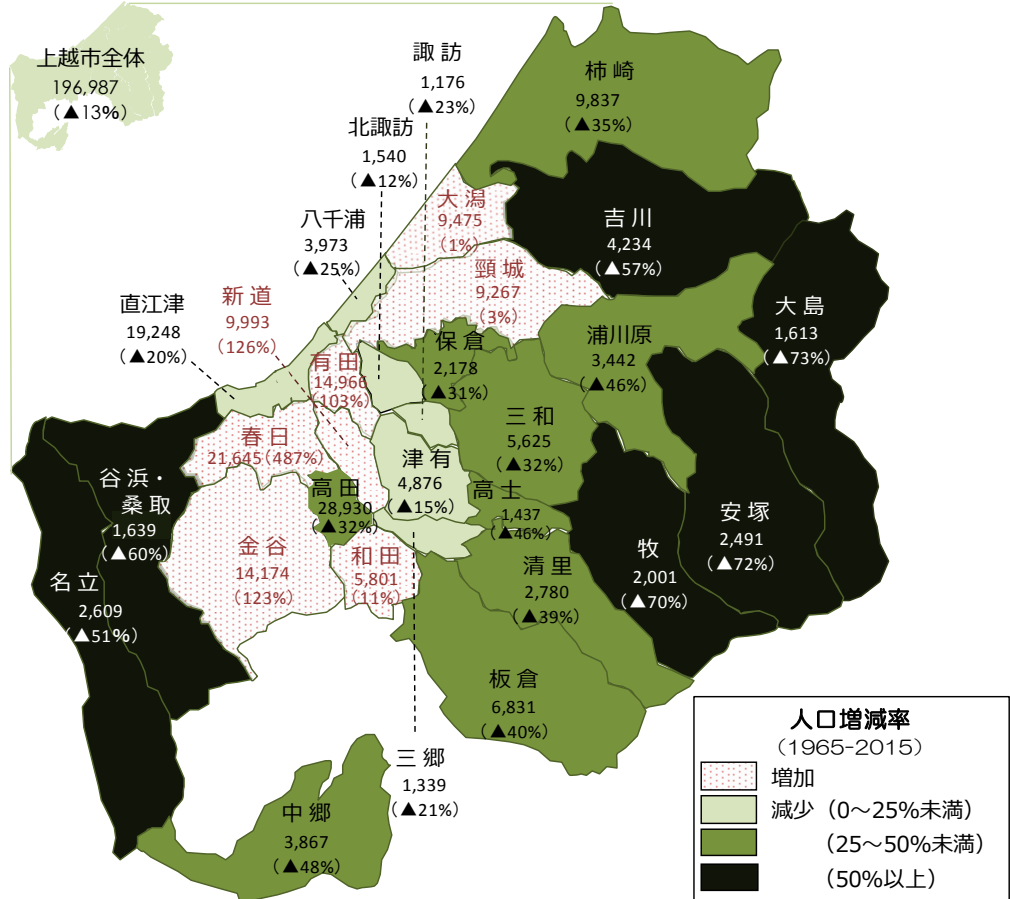 上越市全体
196,987
(▲13%)
諏訪
1,176
(▲23%)
北諏訪
1,540
(▲12%)
八千浦
3,973
(▲25%)
新道
9,993
(126%)
直江津
19,248
(▲20%)
柿崎
9,837
(▲35%)
大潟
9,475
(1%)
吉川
4,234
(▲57%)
頸城
9,267
(3%)
大島
1,613
(▲73%)
浦川原
3,442
(▲46%)
保倉
2,178
(▲31%)
有田
14,966
(103%)
三和
5,625
(▲32%)
春日
21,645(487%)
津有
4,876
(▲15%)
高田
28,930
(▲32%)
高士
1,437
(▲46%)
谷浜・
桑取
1,639
(▲60%)
安塚
2,491
(▲72%)
牧
2,001
(▲70%)
金谷
14,174
(123%)
和田
5,801
(11%)
清里
2,780
(▲39%)
名立
2,609
(▲51%)
板倉
6,831
(▲40%)
三郷
1,339
(▲21%)
中郷
3,867
(▲48%)
人口増減率
(1965-2015)
増加
減少(0～25%未満)
(25～50%未満)
(50%以上)